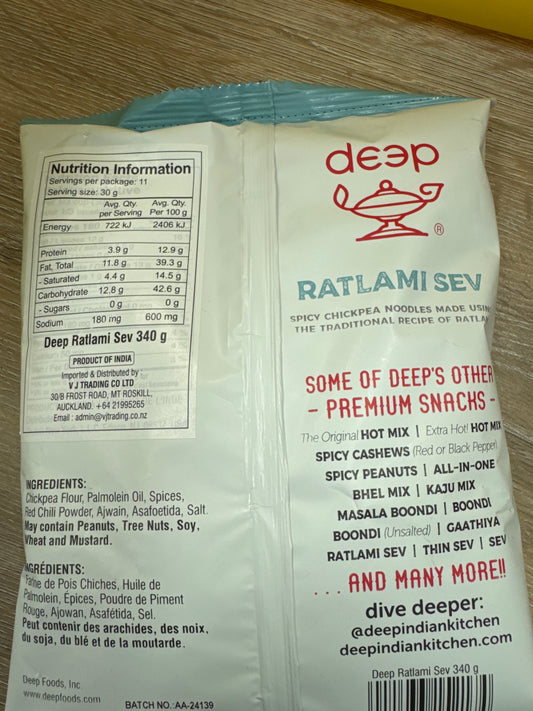 Nutrition Information
Servings per package: 11
Serving size: 30 g
Avg. Qty. per Serving Avg. Qty. Per 100 g
Energy 722 kJ 2406 kJ
Protein 3.9 g 12.9 g
Fat, Total 11.8 g 39.3 g
- Saturated 4.4 g 14.5 g
Carbohydrate 12.8 g 42.6 g
- Sugars 0 g 0 g
Sodium 180 mg 600 mg
Deep Ratlami Sev 340 g
PRODUCT OF INDIA
Imported & Distributed by :-
V J TRADING CO LTD
30/B FROST ROAD, MT ROSKILL,
AUCKLAND. +64 21995265
Email : admin@vjtrading.co.nz
INGREDIENTS:
Chickpea Flour, Palmolein Oil, Spices,
Red Chili Powder, Ajwain, Asafoetida, Salt.
May contain Peanuts, Tree Nuts, Soy,
Wheat and Mustard.
INGRÉDIENTS:
Farine de Pois Chiches, Huile de
Palmolein, Épices, Poudre de Piment
Rouge, Ajowan, Asafétida, Sel.
Peut contenir des arachides, des noix,
du soja, du blé et de la moutarde.
Deep Foods, Inc.
www.deepfoods.com
BATCH NO.:AA-24139
deep
®
RATLAMI SEV
SPICY CHICKPEA NOODLES MADE USIN
THE TRADITIONAL RECIPE OF RATLA
SOME OF DEEP'S OTHER
- PREMIUM SNACKS -
The Original HOT MIX | Extra Hot! HOT MIX
SPICY CASHEWS (Red or Black Pepper)
SPICY PEANUTS | ALL-IN-ONE
BHEL MIX | KAJU MIX
MASALA BOONDI | BOONDI
BOONDI (Unsalted) | GAATHIYA
RATLAMI SEV | THIN SEV | SEV
... AND MANY MORE!!
dive deeper:
@deepindiankitchen
deepindiankitchen.com
Deep Ratlami Sev 340 g